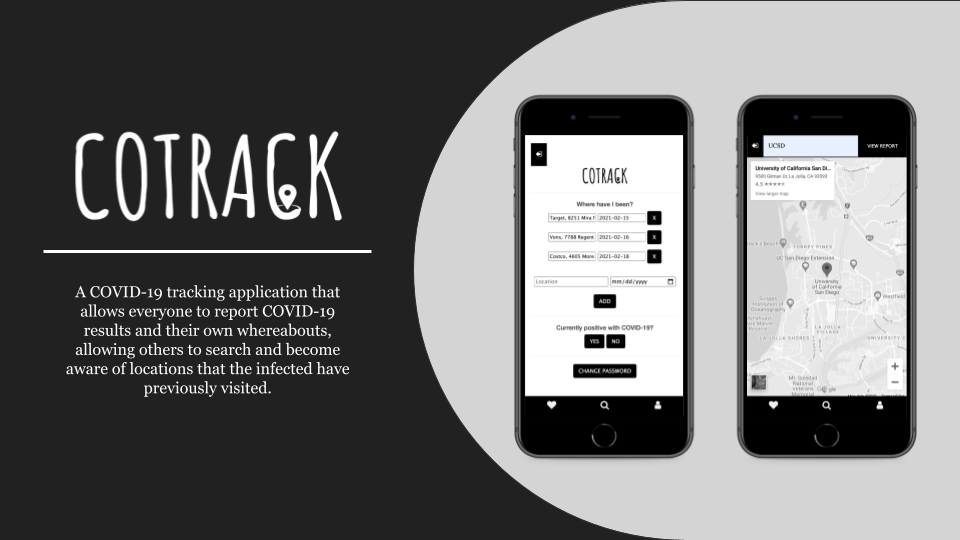 COTRACK
A COVID-19 tracking application that
allows everyone to report COVID-19
results and their own whereabouts,
allowing others to search and become
aware of locations that the infected have
previously visited.
COTRACK
Where have I been?
Target, 8251 Mira 2021-02-15 X
Vons, 7788 Regent 2021-02-16 X
Costco, 4605 More 2021-02-18 X
Location mm/dd/yyyy
ADD
Currently positive with COVID-19?
YES NO
CHANGE PASSWORD
UCSD VIEW REPORT
University of California San Di...
9500 Gilman Dr, La Jolla, CA 92093
4.5 ★★★★★
View larger map
TORREY PINES
UC San Diego Extension
University
of California
San Diego
Westfield
Scripps
Institution of
Oceanography
LA JOLLA
VILLAGE
LA JOLLA SHORES
UNIVERSITY
Mt. Soledad
National
Veterans
Memorial
+
−